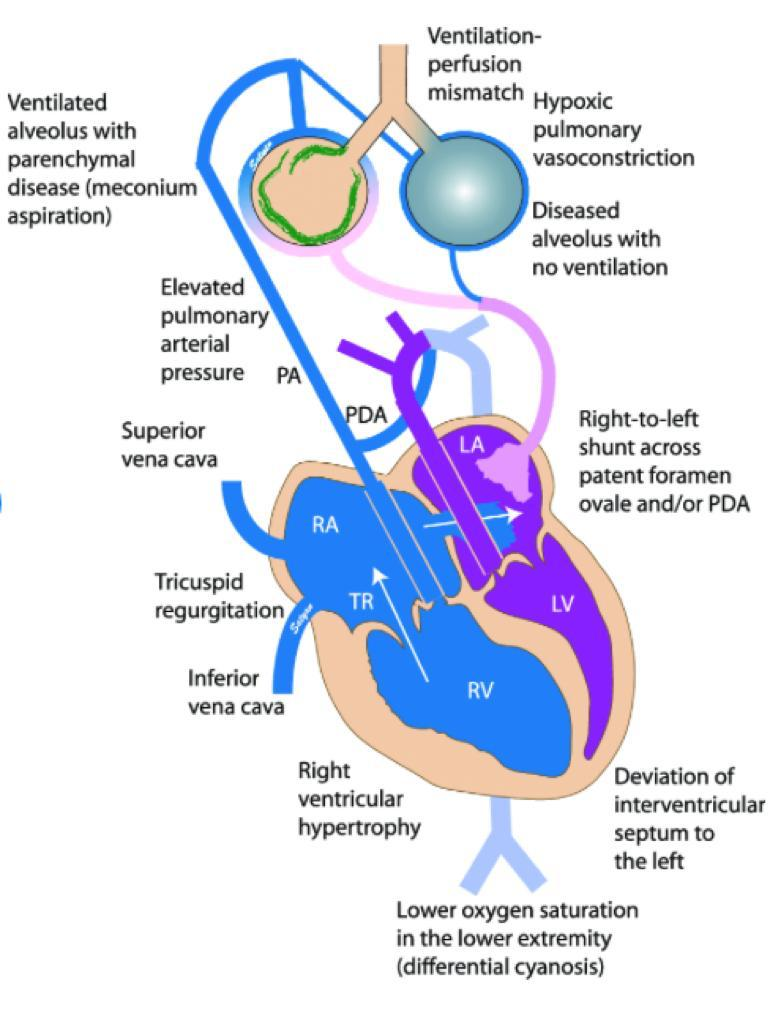 Ventilation-
perfusion
mismatch
Hypoxic
pulmonary
vasoconstriction
Ventilated
alveolus with
parenchymal
disease (meconium
aspiration)
Satyan
Diseased
alveolus with
no ventilation
Elevated
pulmonary
arterial
pressure
PA
PDA
Superior
vena cava
LA
Right-to-left
shunt across
patent foramen
ovale and/or PDA
RA
Tricuspid
regurgitation
TR
LV
Satyan
Inferior
vena cava
RV
Right
ventricular
hypertrophy
Deviation of
interventricular
septum to
the left
Lower oxygen saturation
in the lower extremity
(differential cyanosis)